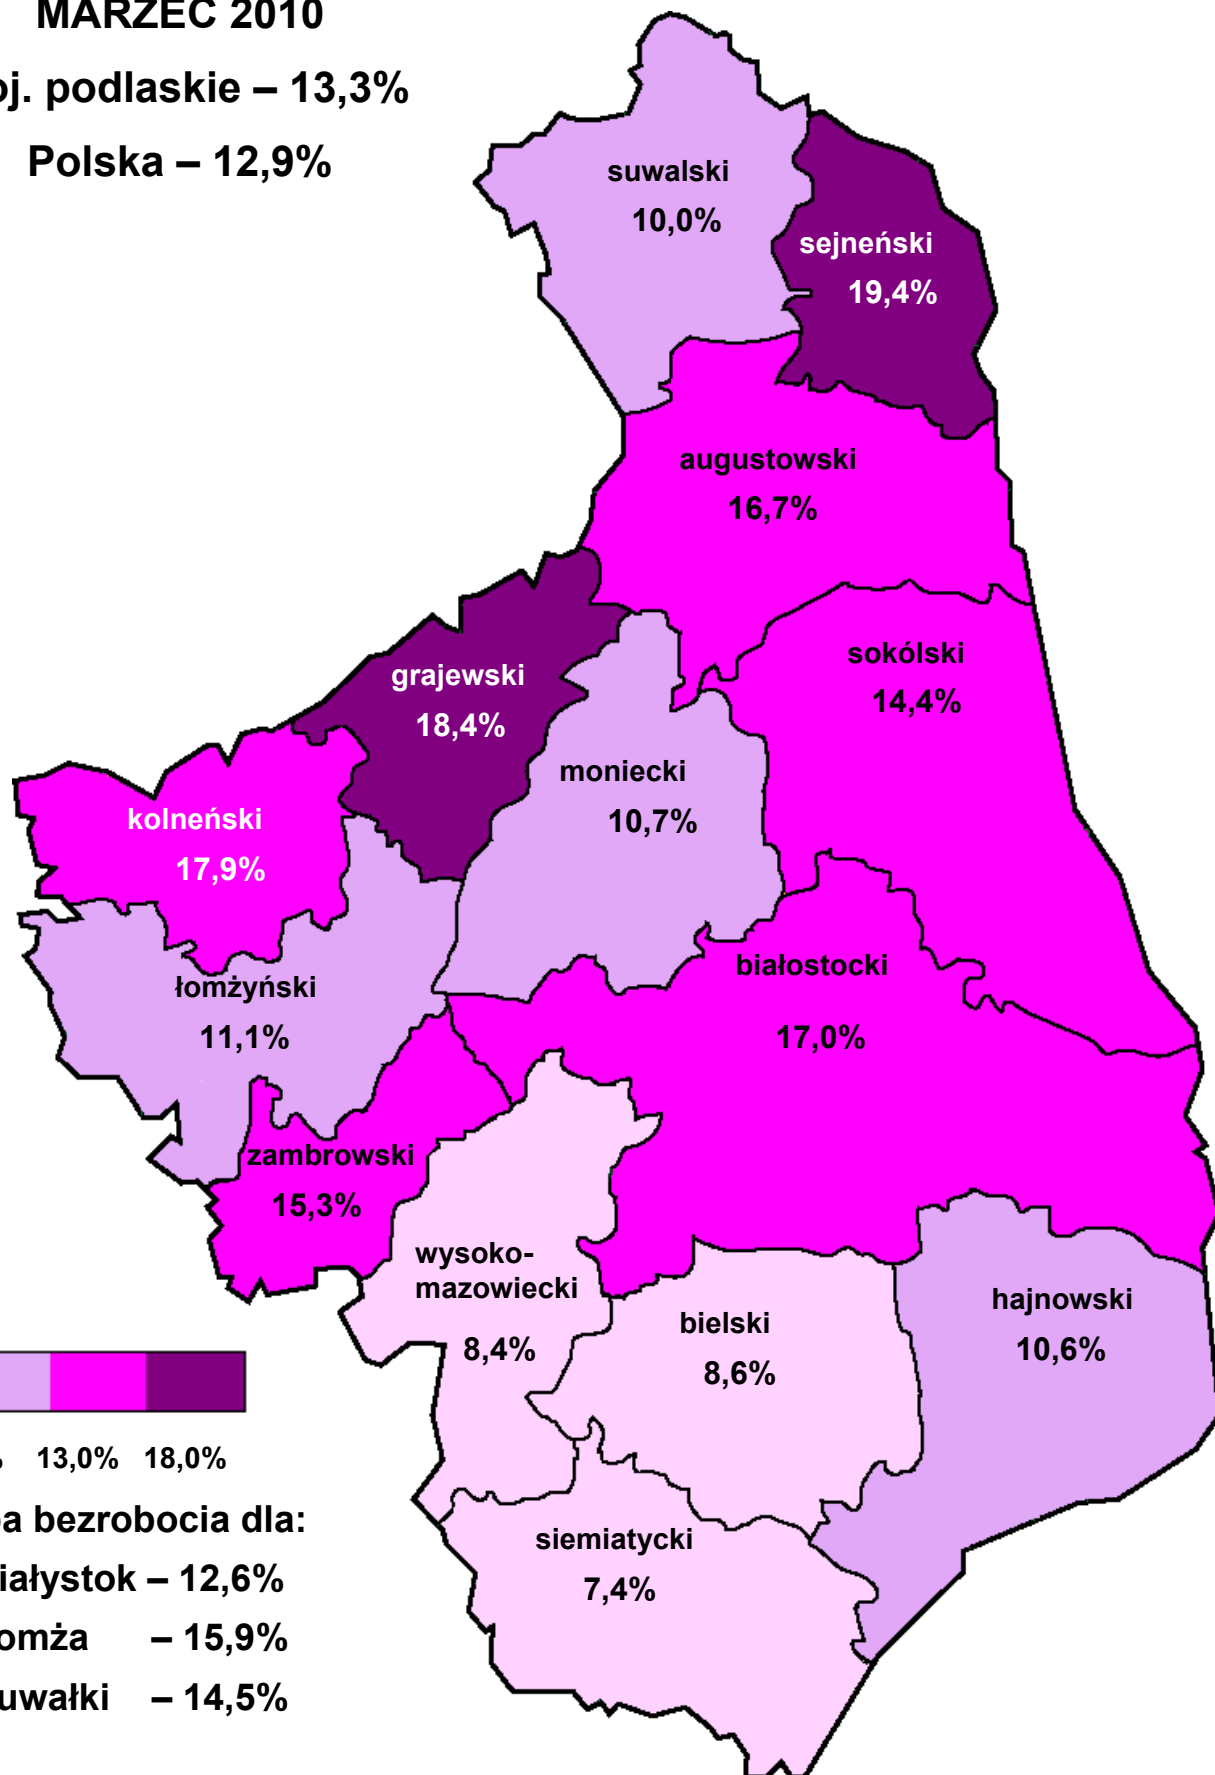 MARZEC 2010
oj. podlaskie – 13,3%
Polska – 12,9%
suwalski
10,0%
sejneński
19,4%
augustowski
16,7%
sokólski
14,4%
grajewski
18,4%
moniecki
10,7%
kolneński
17,9%
białostocki
17,0%
łomżyński
11,1%
zambrowski
15,3%
wysoko-
mazowiecki
8,4%
bielski
8,6%
hajnowski
10,6%
siemiatycki
7,4%
% 13,0% 18,0%
pa bezrobocia dla:
iałystok – 12,6%
omża – 15,9%
uwałki – 14,5%